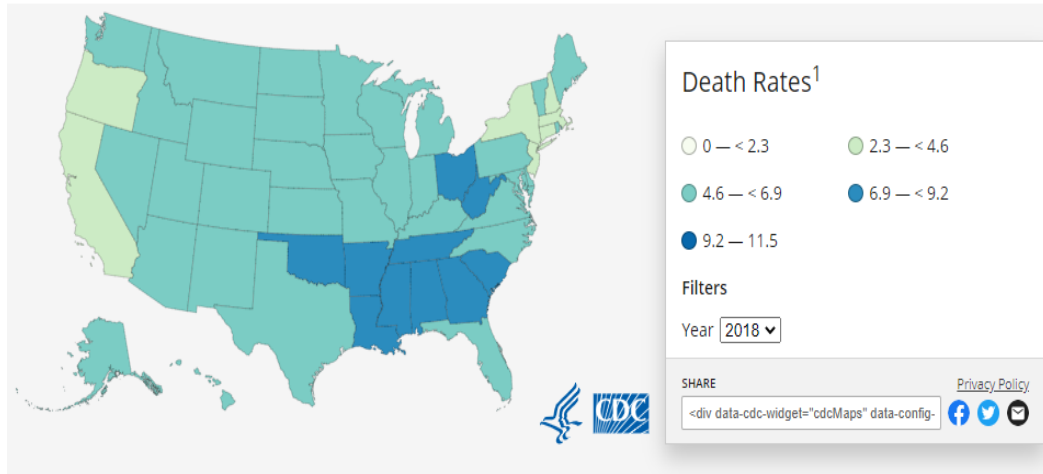 Death Rates1
0 — < 2.3
2.3 — < 4.6
4.6 — < 6.9
6.9 — < 9.2
9.2 — 11.5
Filters
Year 2018
SHARE
Privacy Policy
<div data-cdc-widget="cdcMaps" data-config-
CDC